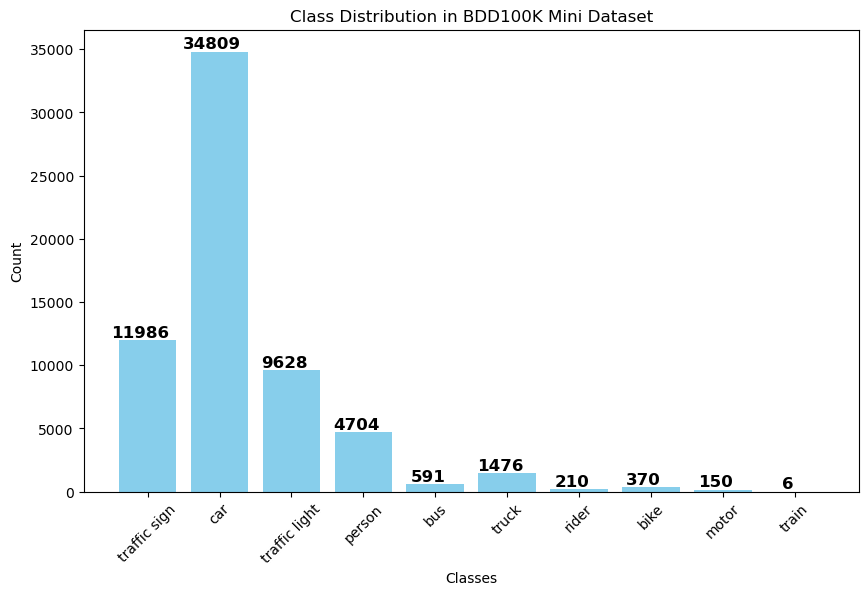 Class Distribution in BDD100K Mini Dataset
Count
35000
30000
25000
20000
15000
10000
5000
0
11986
34809
9628
4704
591
1476
210
370
150
6
traffic sign
car
traffic light
person
bus
truck
rider
bike
motor
train
Classes